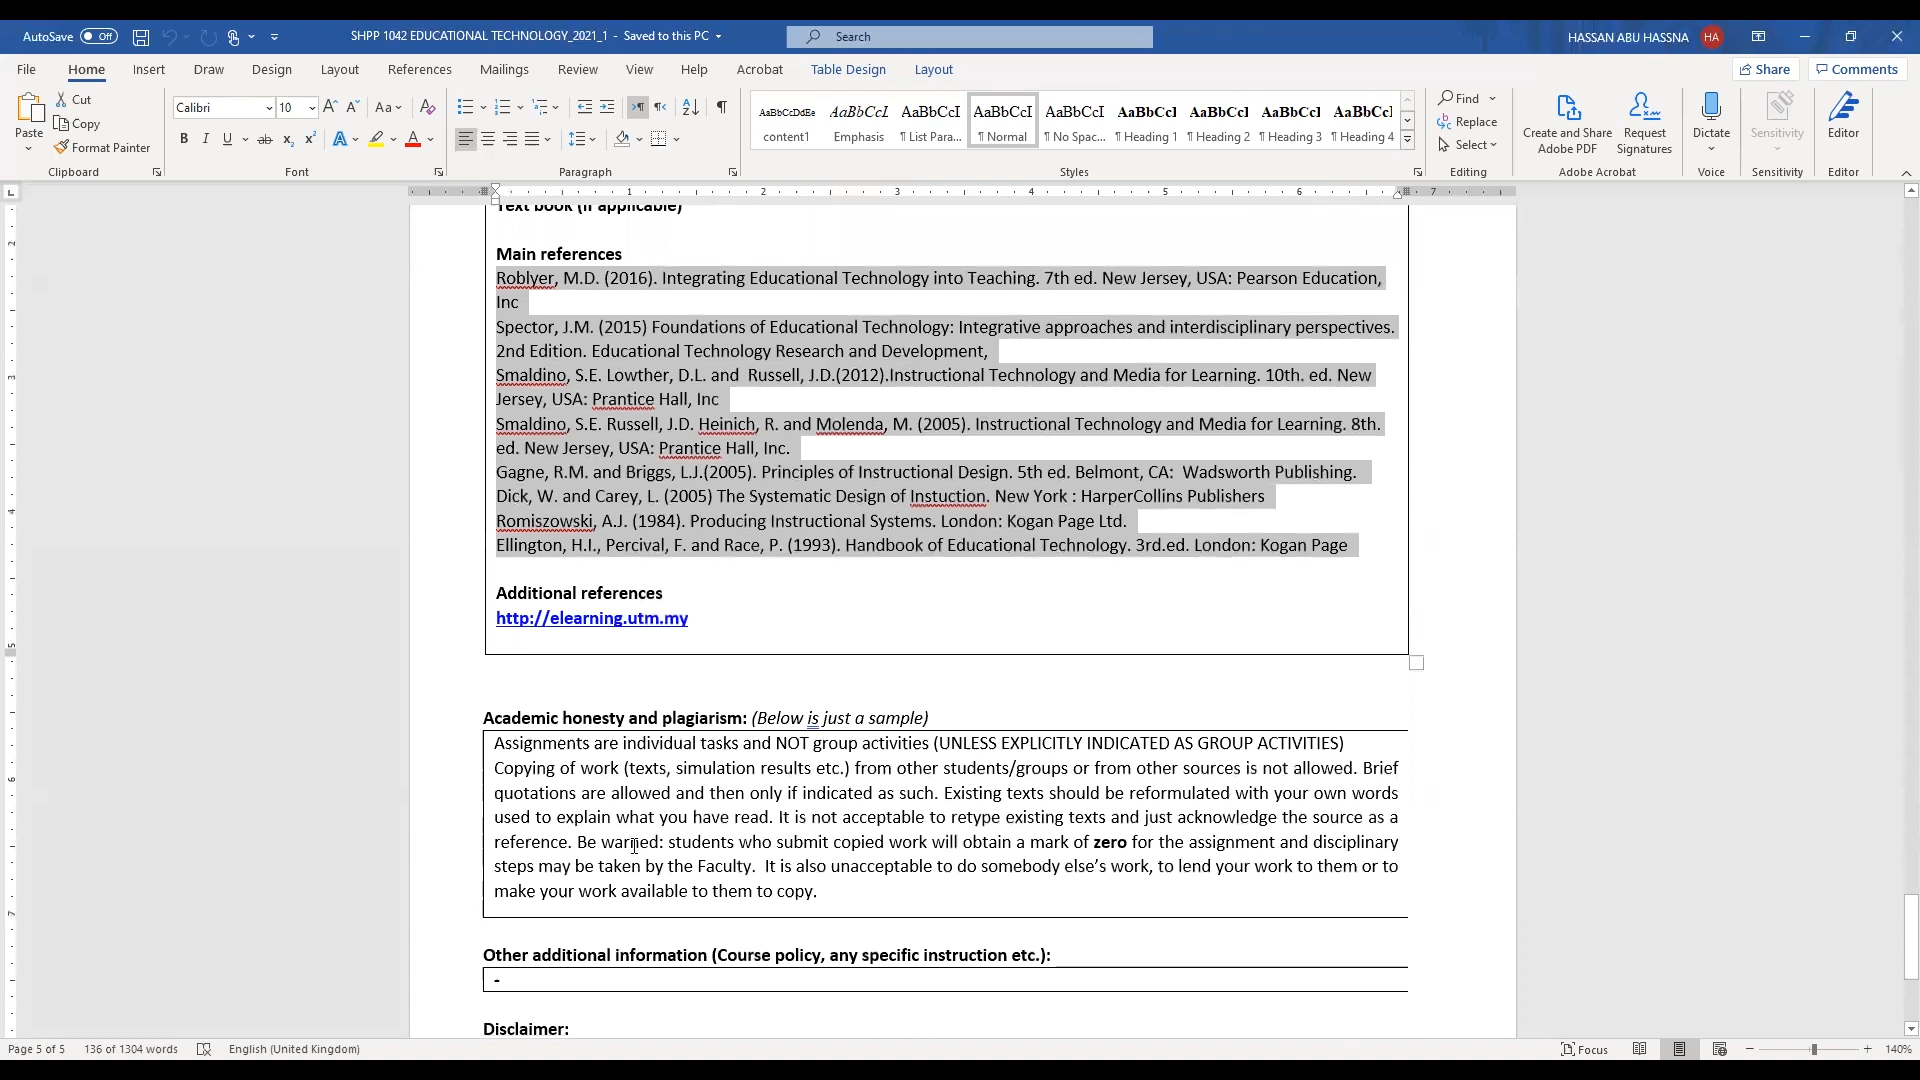 AutoSave Off
SHPP 1042 EDUCATIONAL TECHNOLOGY_2021_1 - Saved to this PC
Search
HASSAN ABU HASSNA HA
File Home Insert Draw Design Layout References Mailings Review View Help Acrobat Table Design Layout
Share Comments
Paste
Cut
Copy
Format Painter
Calibri 10
content1
Emphasis
¶ List Para...
¶ Normal
¶ No Spac...
¶ Heading 1
¶ Heading 2
¶ Heading 3
¶ Heading 4
Find
Replace
Select
Create and Share Adobe PDF
Request Signatures
Dictate
Sensitivity
Editor
Clipboard Font Paragraph Styles Editing Adobe Acrobat Voice Sensitivity Editor
1 2 3 4 5 6 7
Text book (if applicable)
Main references
Roblyer, M.D. (2016). Integrating Educational Technology into Teaching. 7th ed. New Jersey, USA: Pearson Education,
Inc
Spector, J.M. (2015) Foundations of Educational Technology: Integrative approaches and interdisciplinary perspectives.
2nd Edition. Educational Technology Research and Development,
Smaldino, S.E. Lowther, D.L. and Russell, J.D.(2012).Instructional Technology and Media for Learning. 10th. ed. New
Jersey, USA: Prantice Hall, Inc
Smaldino, S.E. Russell, J.D. Heinich, R. and Molenda, M. (2005). Instructional Technology and Media for Learning. 8th.
ed. New Jersey, USA: Prantice Hall, Inc.
Gagne, R.M. and Briggs, L.J.(2005). Principles of Instructional Design. 5th ed. Belmont, CA: Wadsworth Publishing.
Dick, W. and Carey, L. (2005) The Systematic Design of Instuction. New York : HarperCollins Publishers
Romiszowski, A.J. (1984). Producing Instructional Systems. London: Kogan Page Ltd.
Ellington, H.I., Percival, F. and Race, P. (1993). Handbook of Educational Technology. 3rd.ed. London: Kogan Page
Additional references
http://elearning.utm.my
Academic honesty and plagiarism: (Below is just a sample)
Assignments are individual tasks and NOT group activities (UNLESS EXPLICITLY INDICATED AS GROUP ACTIVITIES)
Copying of work (texts, simulation results etc.) from other students/groups or from other sources is not allowed. Brief
quotations are allowed and then only if indicated as such. Existing texts should be reformulated with your own words
used to explain what you have read. It is not acceptable to retype existing texts and just acknowledge the source as a
reference. Be warned: students who submit copied work will obtain a mark of zero for the assignment and disciplinary
steps may be taken by the Faculty. It is also unacceptable to do somebody else’s work, to lend your work to them or to
make your work available to them to copy.
Other additional information (Course policy, any specific instruction etc.):
-
Disclaimer:
Page 5 of 5 136 of 1304 words English (United Kingdom) Focus 140%